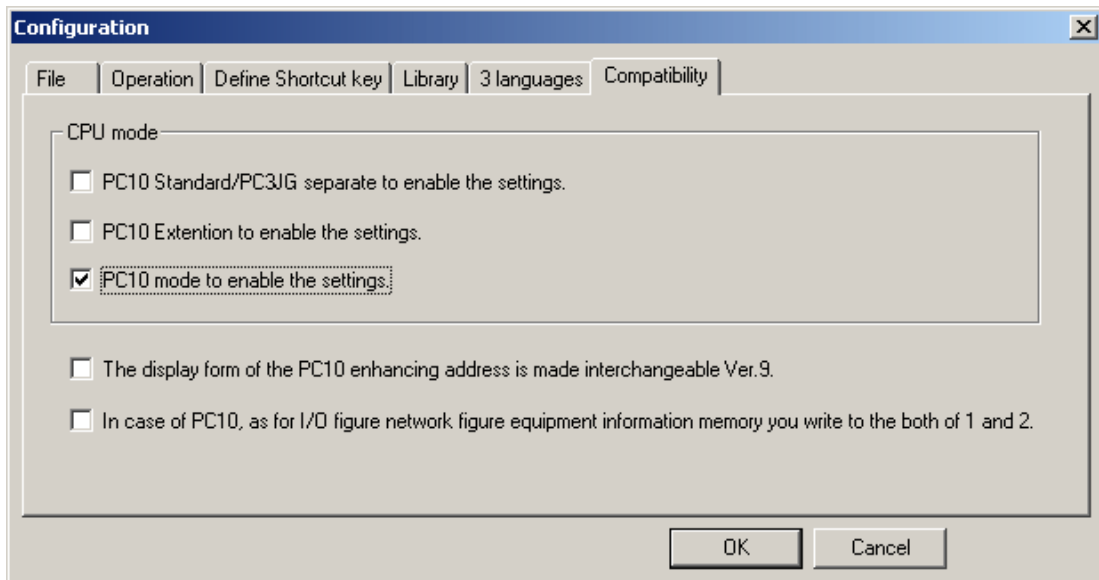 Configuration
File Operation Define Shortcut key Library 3 languages Compatibility
CPU mode
PC10 Standard/PC3JG separate to enable the settings.
PC10 Extention to enable the settings.
PC10 mode to enable the settings.
The display form of the PC10 enhancing address is made interchangeable Ver.9.
In case of PC10, as for I/O figure network figure equipment information memory you write to the both of 1 and 2.
OK Cancel